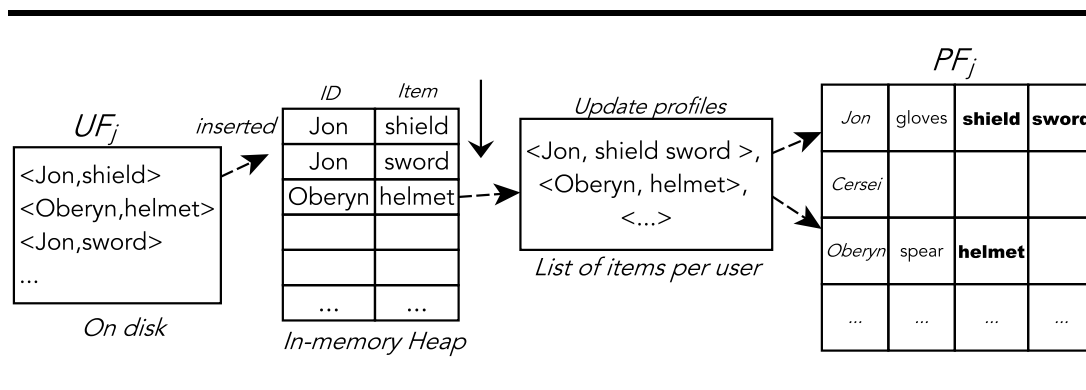 UFj
<Jon,shield>
<Oberyn,helmet>
<Jon,sword>
...
On disk
inserted
ID Item
Jon shield
Jon sword
Oberyn helmet
... ...
In-memory Heap
Update profiles
<Jon, shield sword >,
<Oberyn, helmet>,
<...>
List of items per user
PFj
Jon gloves shield sword
Cersei
Oberyn spear helmet
... ... ... ...